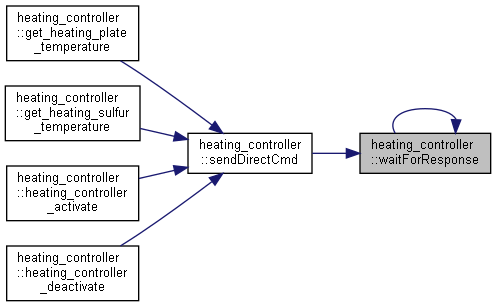 heating_controller
::get_heating_plate
_temperature
heating_controller
::get_heating_sulfur
_temperature
heating_controller
::heating_controller
_activate
heating_controller
::heating_controller
_deactivate
heating_controller
::sendDirectCmd
heating_controller
::waitForResponse